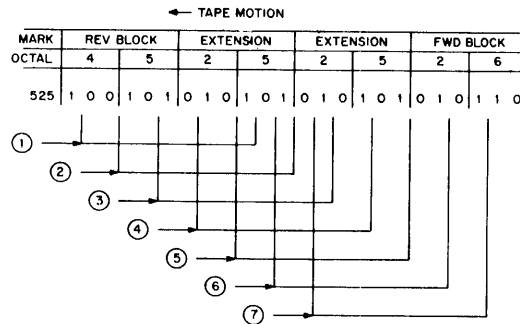 ← TAPE MOTION
MARK REV BLOCK EXTENSION EXTENSION FWD BLOCK
OCTAL 4 5 2 5 2 5 2 6
525 1 0 0 1 0 1 0 1 0 1 0 1 0 1 0 1 0 1 0 1 0 1 1 0
1
2
3
4
5
6
7